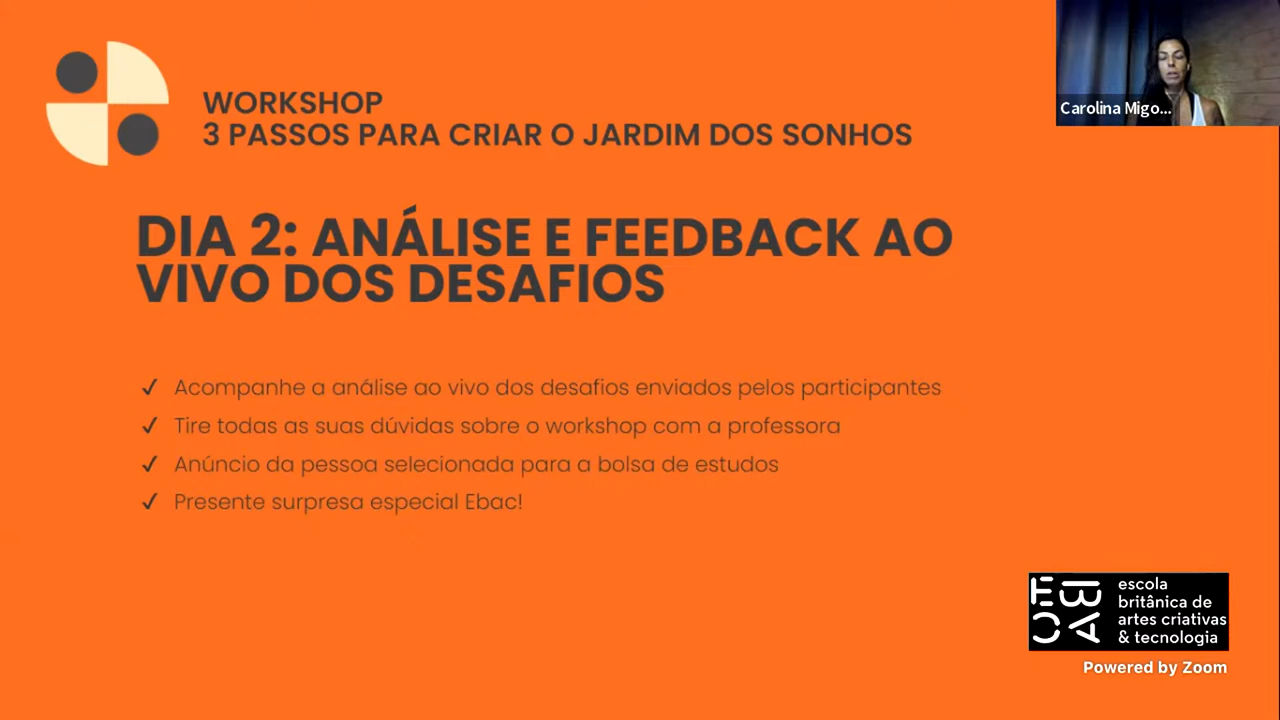 WORKSHOP
3 PASSOS PARA CRIAR O JARDIM DOS SONHOS
Carolina Migo...
DIA 2: ANÁLISE E FEEDBACK AO
VIVO DOS DESAFIOS
✓ Acompanhe a análise ao vivo dos desafios enviados pelos participantes
✓ Tire todas as suas dúvidas sobre o workshop com a professora
✓ Anúncio da pessoa selecionada para a bolsa de estudos
✓ Presente surpresa especial Ebac!
EBAC
escola
britânica de
artes criativas
& tecnologia
Powered by Zoom